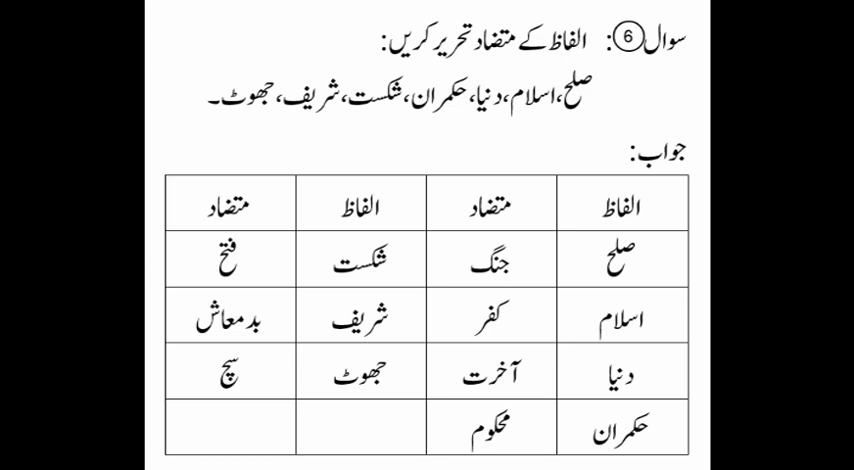 سوال 6: الفاظ کے متضاد تحریر کریں:
صلح، اسلام، دنیا، حکمران، شکست، شریف، جھوٹ۔
جواب:
الفاظ متضاد الفاظ متضاد
صلح جنگ شکست فتح
اسلام کفر شریف بدمعاش
دنیا آخرت جھوٹ سچ
حکمران محکوم